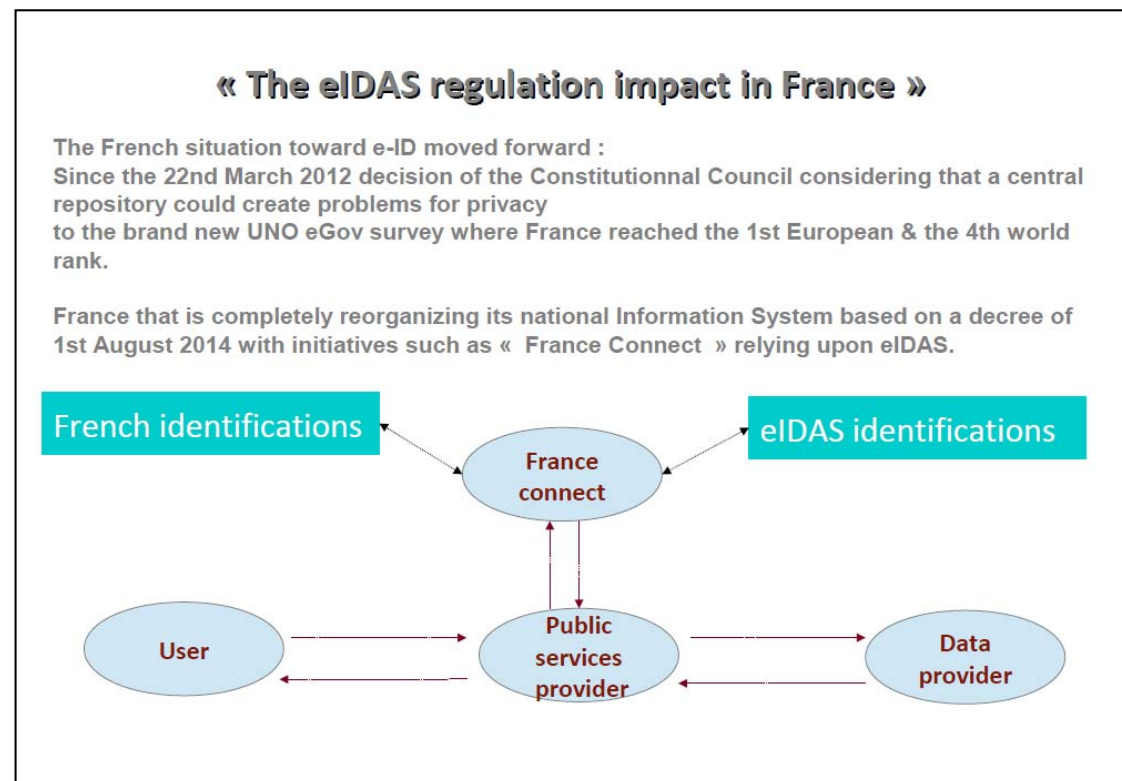 « The eIDAS regulation impact in France »
The French situation toward e-ID moved forward :
Since the 22nd March 2012 decision of the Constitutionnal Council considering that a central
repository could create problems for privacy
to the brand new UNO eGov survey where France reached the 1st European & the 4th world
rank.
France that is completely reorganizing its national Information System based on a decree of
1st August 2014 with initiatives such as « France Connect » relying upon eIDAS.
French identifications
eIDAS identifications
France
connect
User
Public
services
provider
Data
provider